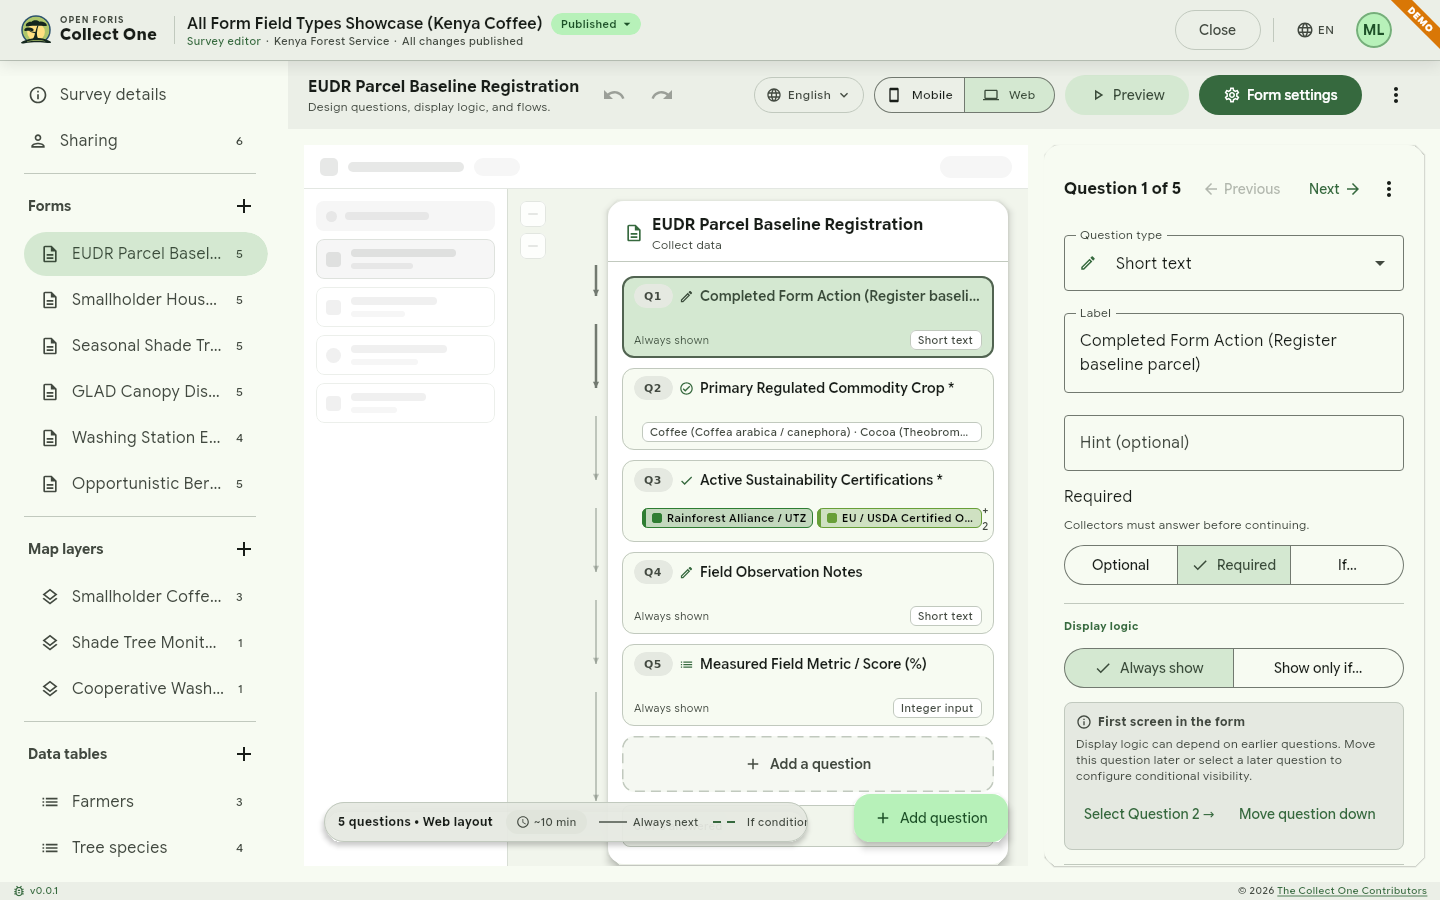 OPEN FORIS
Collect One
All Form Field Types Showcase (Kenya Coffee)
Published
Survey editor · Kenya Forest Service · All changes published
Close
EN
ML
DEMO
Survey details
Sharing 6
Forms
EUDR Parcel Basel... 5
Smallholder Hous... 5
Seasonal Shade Tr... 5
GLAD Canopy Dis... 5
Washing Station E... 4
Opportunistic Ber... 5
Map layers
Smallholder Coffe... 3
Shade Tree Monit... 1
Cooperative Wash... 1
Data tables
Farmers 3
Tree species 4
EUDR Parcel Baseline Registration
Design questions, display logic, and flows.
English
Mobile
Web
Preview
Form settings
EUDR Parcel Baseline Registration
Collect data
Q1 Completed Form Action (Register baseli...
Always shown Short text
Q2 Primary Regulated Commodity Crop *
Coffee (Coffea arabica / canephora) · Cocoa (Theobrom...
Q3 Active Sustainability Certifications *
Rainforest Alliance / UTZ EU / USDA Certified O... +2
Q4 Field Observation Notes
Always shown Short text
Q5 Measured Field Metric / Score (%)
Always shown Integer input
Add a question
5 questions • Web layout ~10 min Always next If condition
Add question
Question 1 of 5
Previous
Next
Question type
Short text
Label
Completed Form Action (Register
baseline parcel)
Hint (optional)
Required
Collectors must answer before continuing.
Optional Required If...
Display logic
Always show Show only if...
First screen in the form
Display logic can depend on earlier questions. Move
this question later or select a later question to
configure conditional visibility.
Select Question 2 → Move question down
v0.0.1
© 2026 The Collect One Contributors